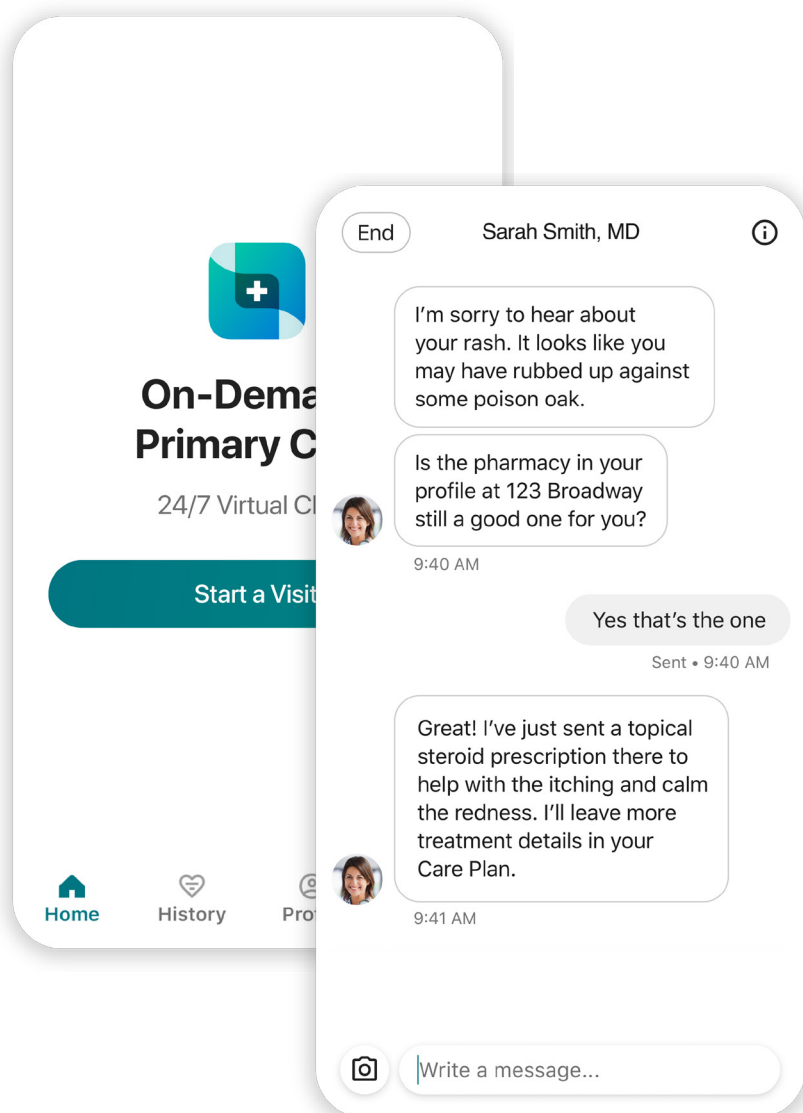 On-Dema
Primary C
24/7 Virtual Cl
Start a Visit
Home
History
Pro
End
Sarah Smith, MD
I’m sorry to hear about
your rash. It looks like you
may have rubbed up against
some poison oak.
Is the pharmacy in your
profile at 123 Broadway
still a good one for you?
9:40 AM
Yes that’s the one
Sent • 9:40 AM
Great! I’ve just sent a topical
steroid prescription there to
help with the itching and calm
the redness. I’ll leave more
treatment details in your
Care Plan.
9:41 AM
Write a message...